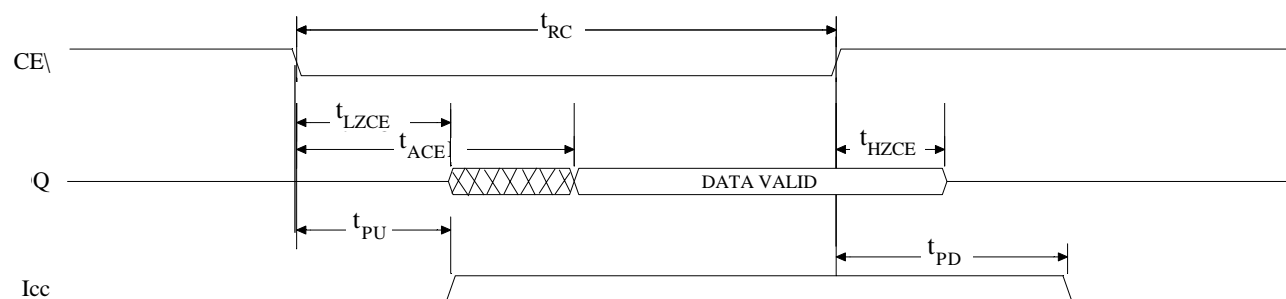 tRC
CE\
tLZCE
tACE
tHZCE
Q
DATA VALID
tPU
tPD
Icc